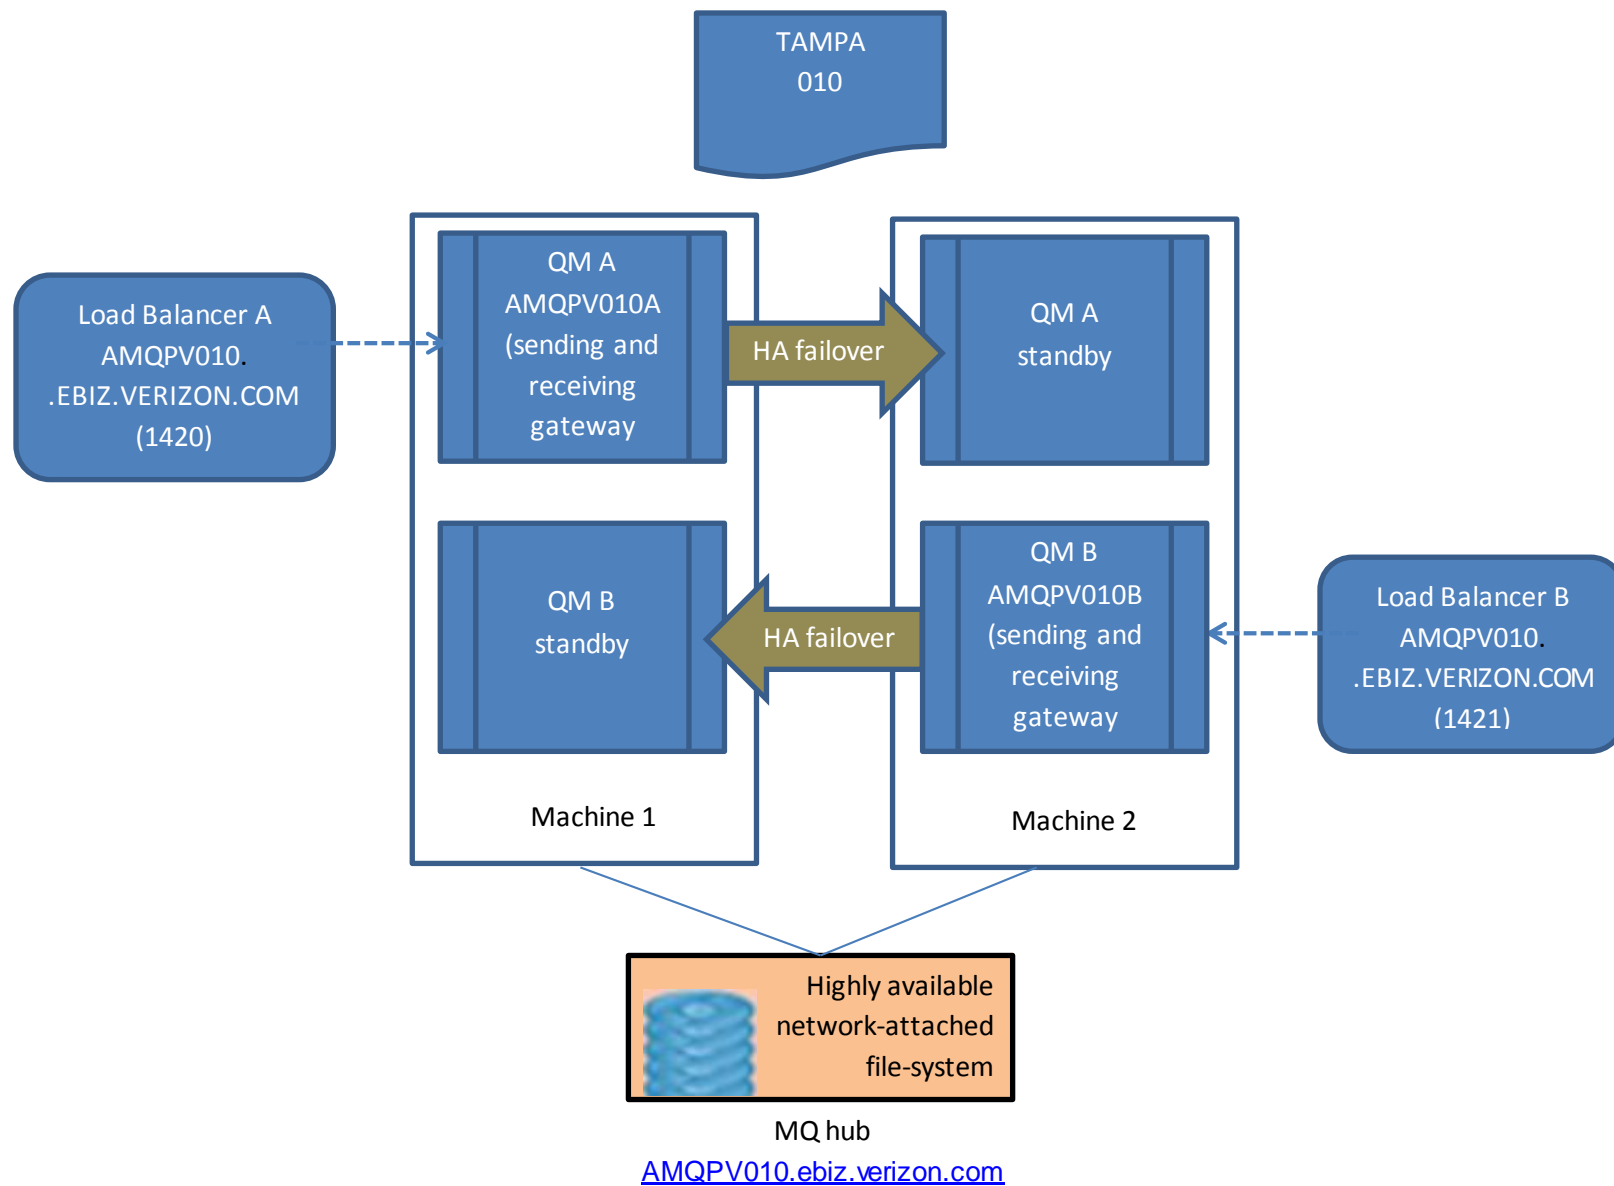 TAMPA
010
Load Balancer A
AMQPV010.
.EBIZ.VERIZON.COM
(1420)
QM A
AMQPV010A
(sending and
receiving
gateway
HA failover
QM A
standby
QM B
standby
HA failover
QM B
AMQPV010B
(sending and
receiving
gateway
Load Balancer B
AMQPV010.
.EBIZ.VERIZON.COM
(1421)
Machine 1
Machine 2
Highly available
network-attached
file-system
MQ hub
AMQPV010.ebiz.verizon.com